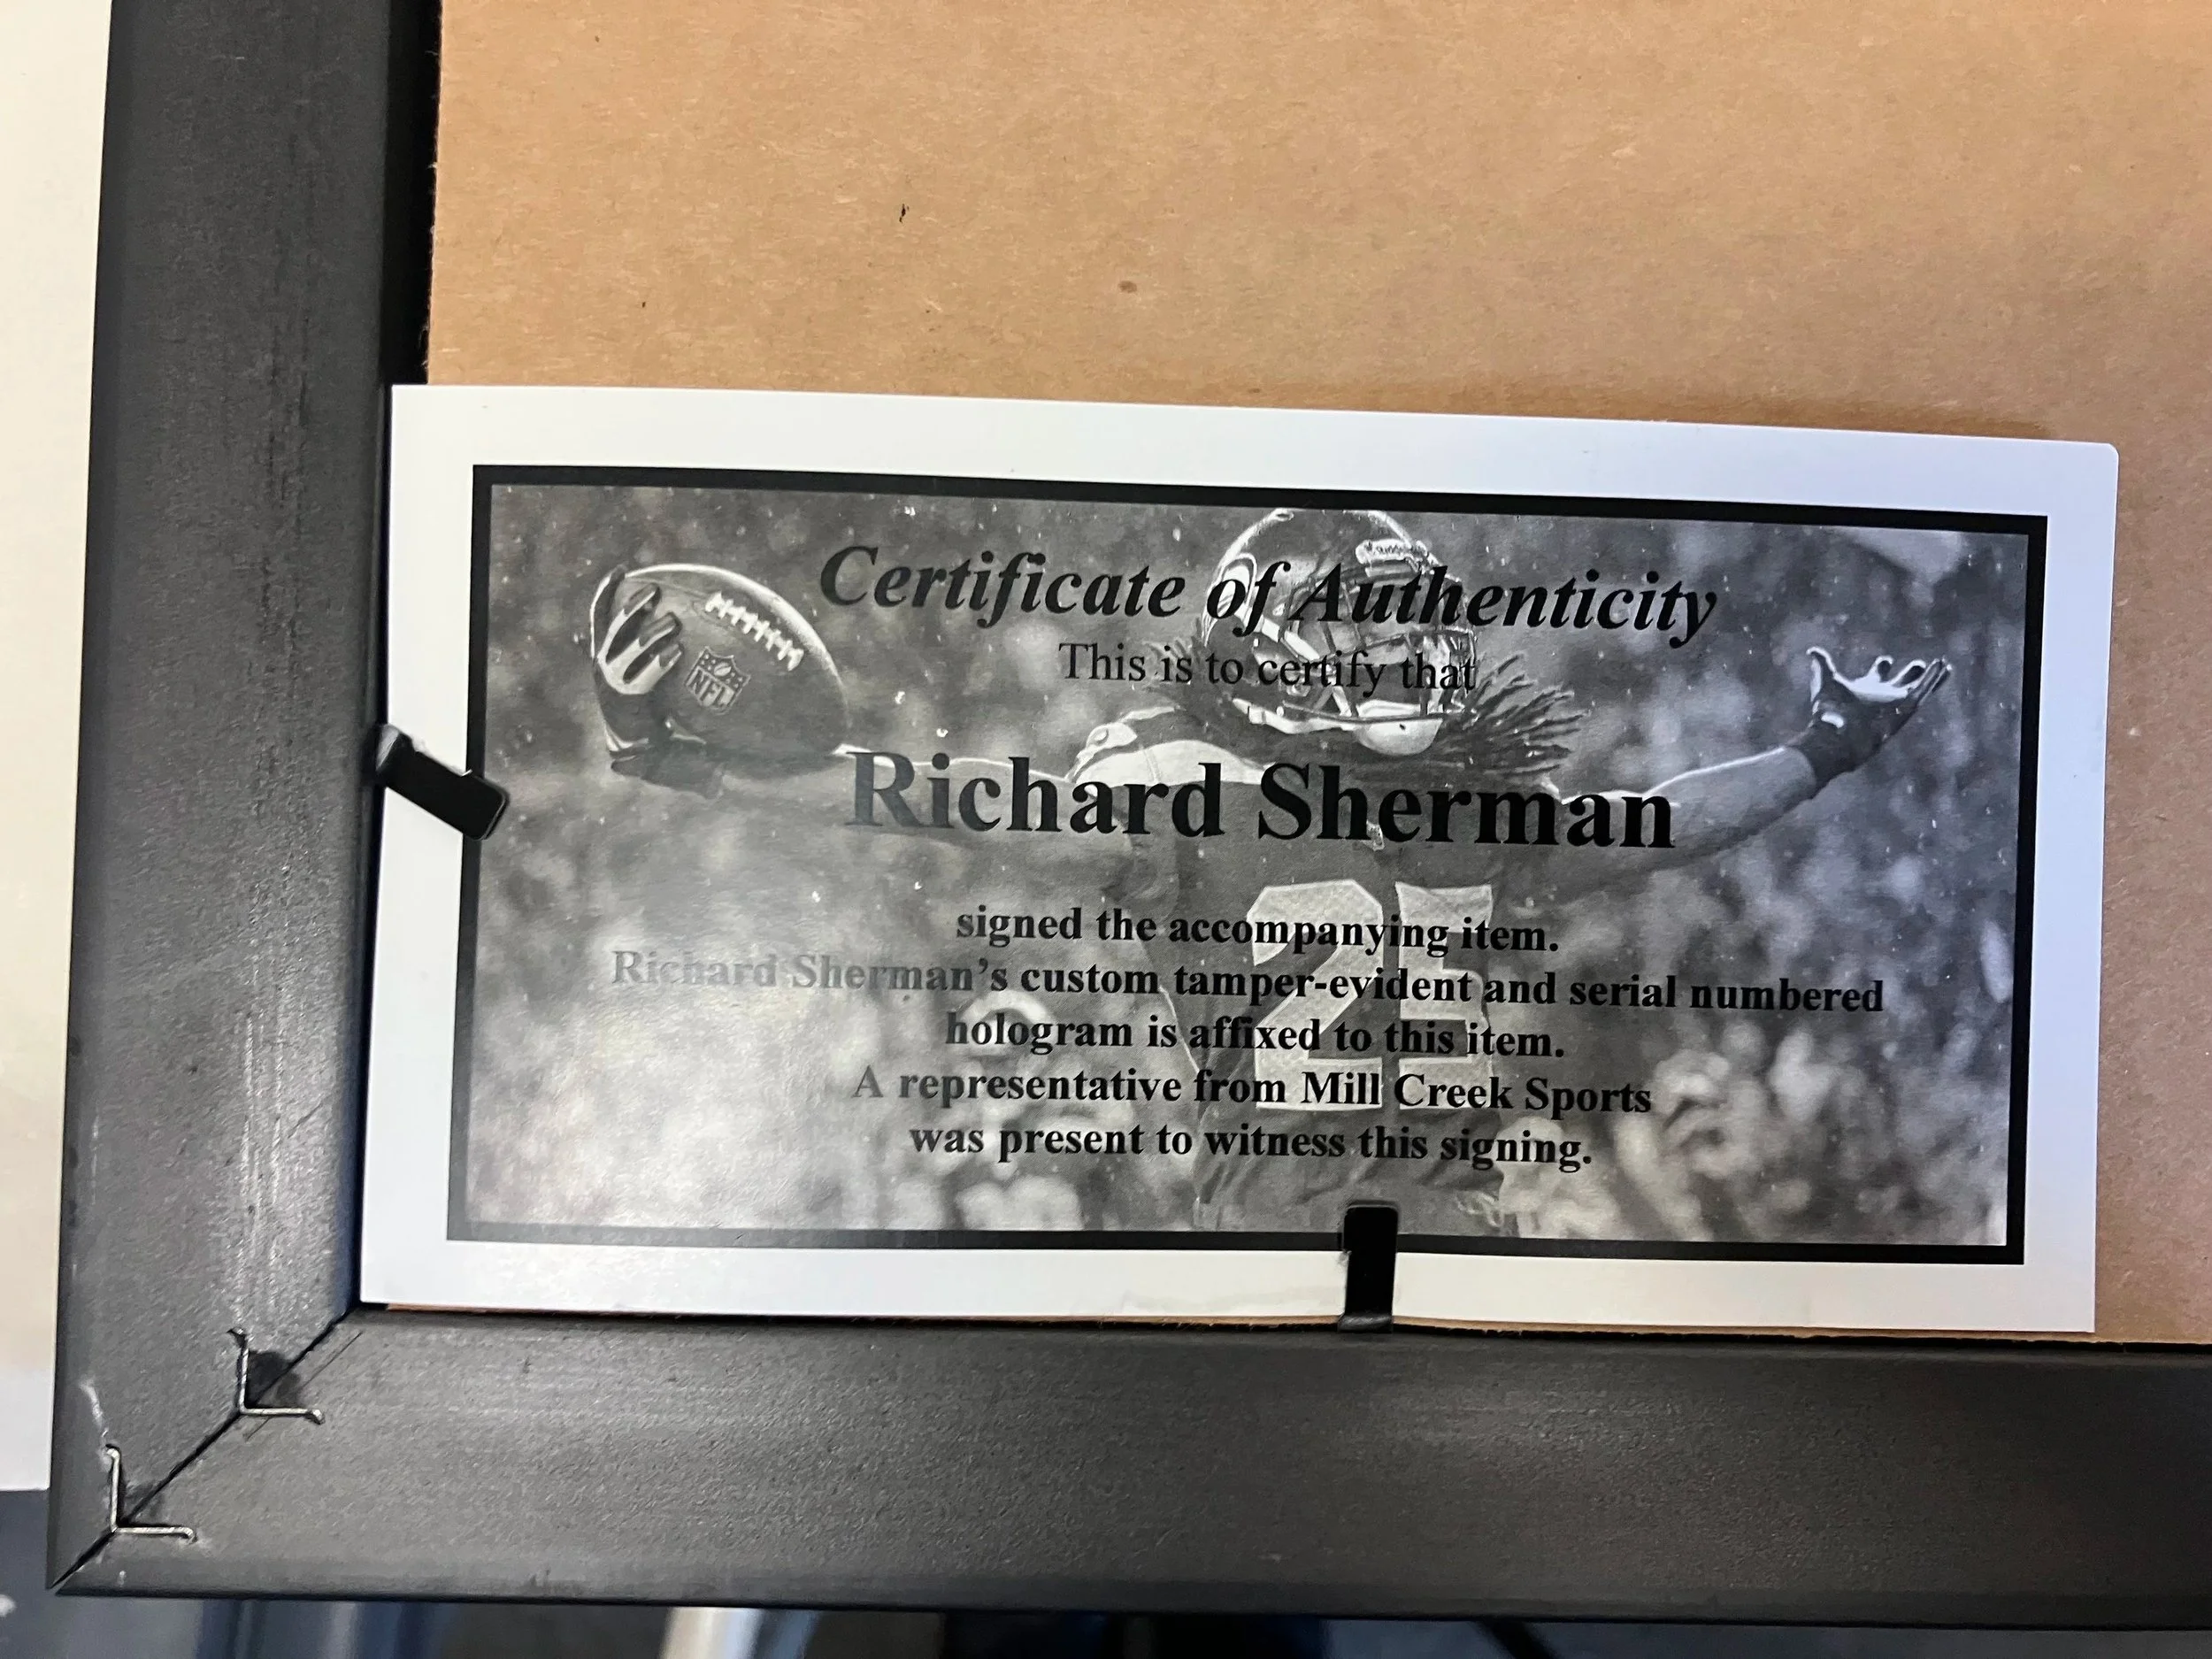 Certificate of Authenticity
This is to certify that
Richard Sherman
signed the accompanying item.
Richard Sherman's custom tamper-evident and serial numbered
hologram is affixed to this item.
A representative from Mill Creek Sports
was present to witness this signing.
NFL
25